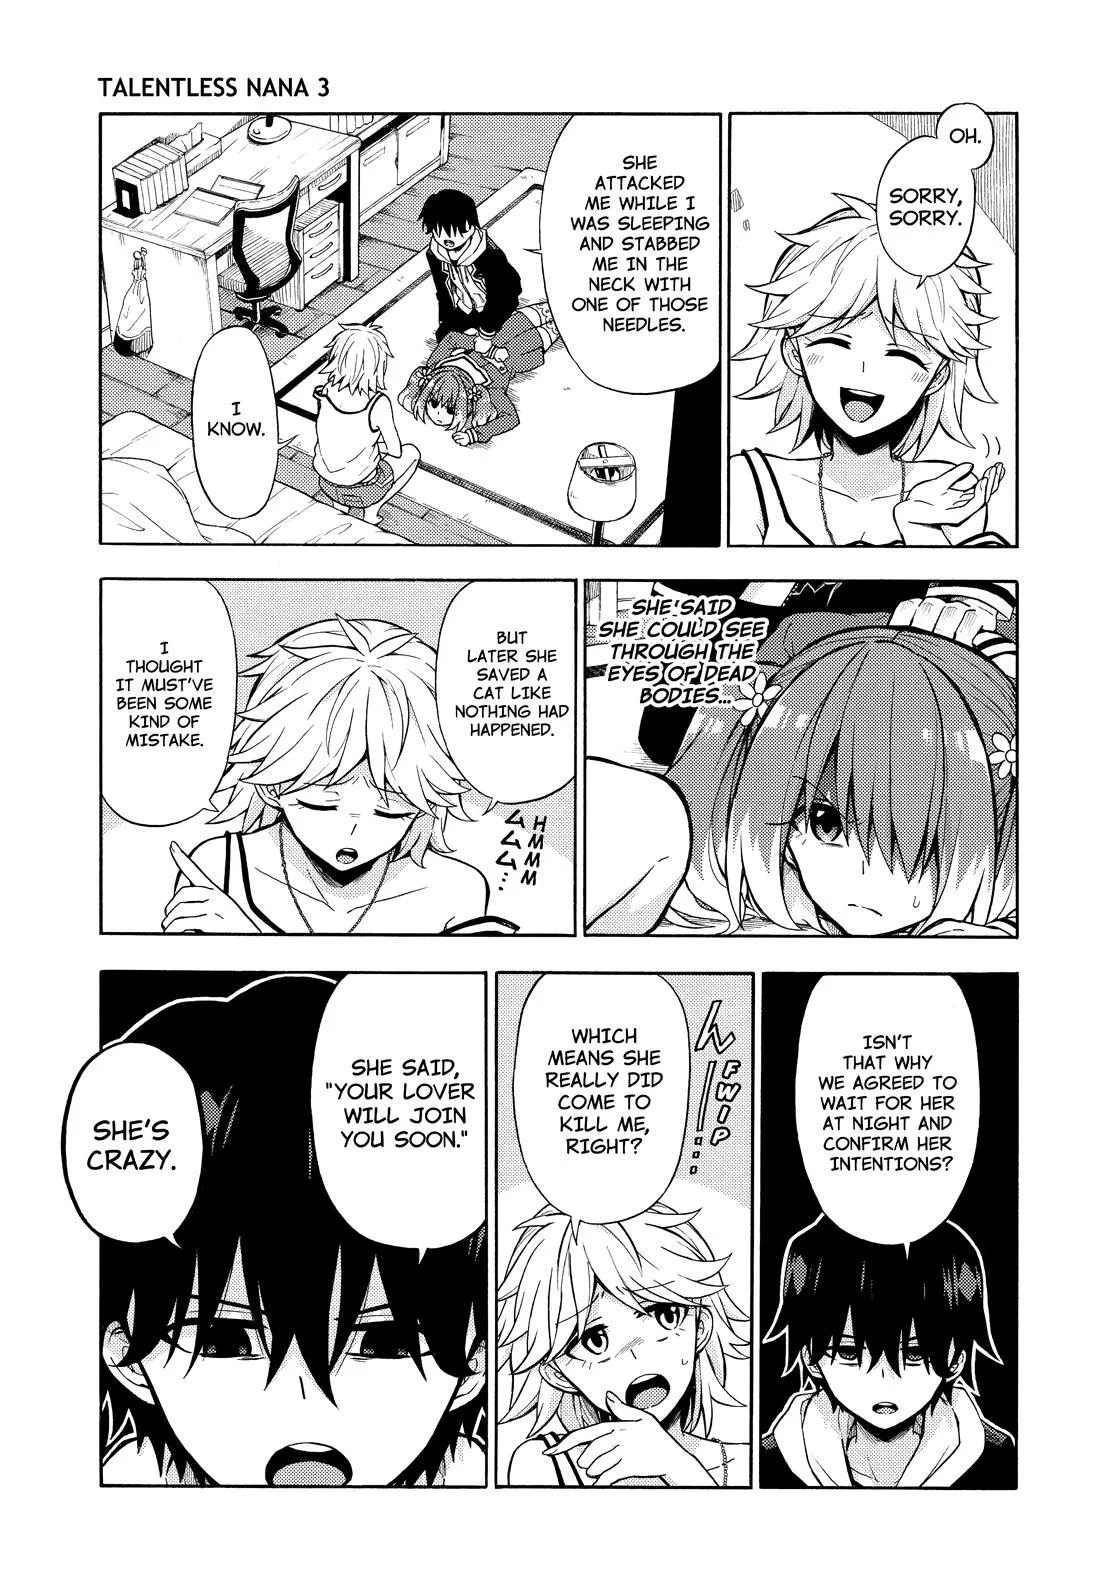 TALENTLESS NANA 3
OH.
SORRY,
SORRY.
SHE
ATTACKED
ME WHILE I
WAS SLEEPING
AND STABBED
ME IN THE
NECK WITH
ONE OF THOSE
NEEDLES.
I
KNOW.
SHE SAID
SHE COULD SEE
THROUGH THE
EYES OF DEAD
BODIES...
BUT
LATER SHE
SAVED A
CAT LIKE
NOTHING HAD
HAPPENED.
HMMM
ムムム…
I
THOUGHT
IT MUST'VE
BEEN SOME
KIND OF
MISTAKE.
ISN'T
THAT WHY
WE AGREED TO
WAIT FOR HER
AT NIGHT AND
CONFIRM HER
INTENTIONS?
WHICH
MEANS SHE
REALLY DID
COME TO
KILL ME,
RIGHT?
FWIP
SHE SAID,
"YOUR LOVER
WILL JOIN
YOU SOON."
SHE'S
CRAZY.